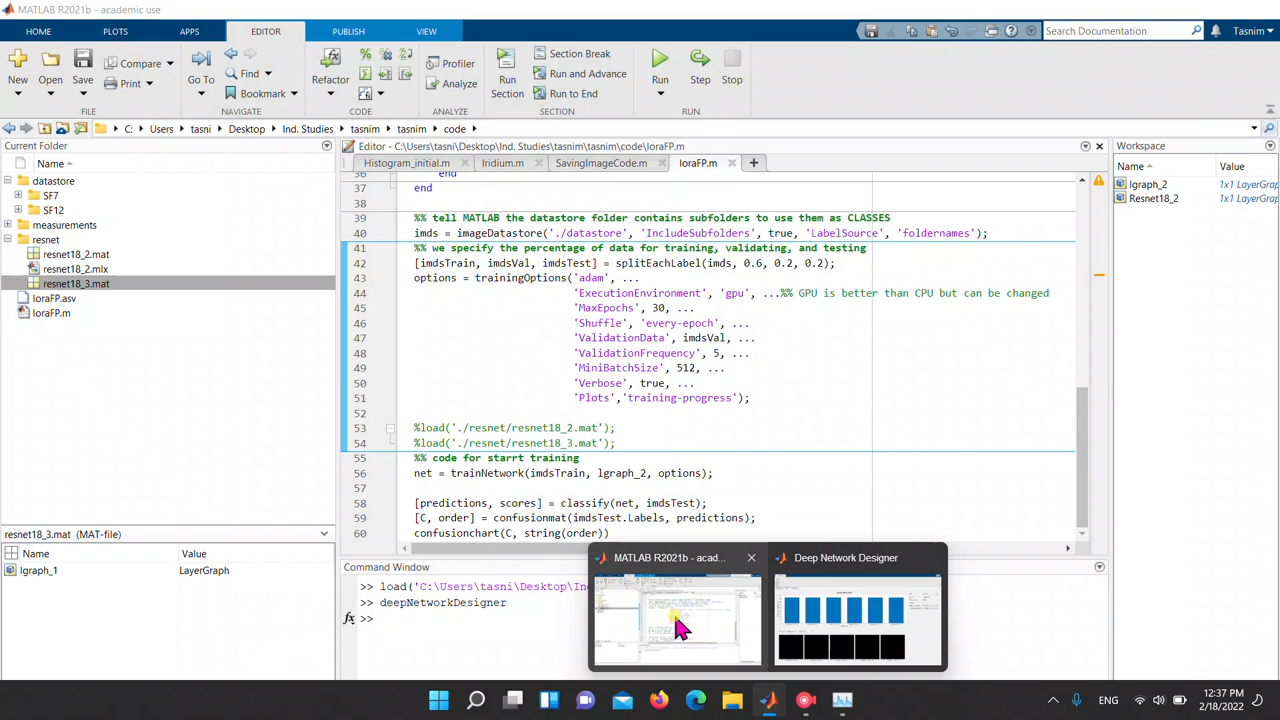 MATLAB R2021b - academic use
HOME PLOTS APPS EDITOR PUBLISH VIEW
Search Documentation
Tasnim
New Open Save
Compare
Print
FILE
Go To
Find
Bookmark
NAVIGATE
Refactor
CODE
Profiler
Analyze
ANALYZE
Run Section
Section Break
Run and Advance
Run to End
SECTION
Run Step Stop
RUN
C: Users tasni Desktop Ind. Studies tasnim tasnim code
Current Folder
Name
datastore
SF7
SF12
measurements
resnet
resnet18_2.mat
resnet18_2.mlx
resnet18_3.mat
loraFP.asv
loraFP.m
resnet18_3.mat (MAT-file)
Name Value
lgraph_1 LayerGraph
Editor - C:\Users\tasni\Desktop\Ind. Studies\tasnim\tasnim\code\loraFP.m
Histogram_initial.m Iridium.m SavingImageCode.m loraFP.m
36 end
37 end
38
39 %% tell MATLAB the datastore folder contains subfolders to use them as CLASSES
40 imds = imageDatastore('./datastore', 'IncludeSubfolders', true, 'LabelSource', 'foldernames');
41 %% we specify the percentage of data for training, validating, and testing
42 [imdsTrain, imdsVal, imdsTest] = splitEachLabel(imds, 0.6, 0.2, 0.2);
43 options = trainingOptions('adam', ...
44 'ExecutionEnvironment', 'gpu', ...%% GPU is better than CPU but can be changed
45 'MaxEpochs', 30, ...
46 'Shuffle', 'every-epoch', ...
47 'ValidationData', imdsVal, ...
48 'ValidationFrequency', 5, ...
49 'MiniBatchSize', 512, ...
50 'Verbose', true, ...
51 'Plots','training-progress');
52
53 %load('./resnet/resnet18_2.mat');
54 %load('./resnet/resnet18_3.mat');
55 %% code for starrt training
56 net = trainNetwork(imdsTrain, lgraph_2, options);
57
58 [predictions, scores] = classify(net, imdsTest);
59 [C, order] = confusionmat(imdsTest.Labels, predictions);
60 confusionchart(C, string(order))
Command Window
>> load('C:\Users\tasni\Desktop\Ind
>> deepNetworkDesigner
fx >>
Workspace
Name Value
lgraph_2 1x1 LayerGrap
Resnet18_2 1x1 LayerGrap
MATLAB R2021b - acad...
Deep Network Designer
ENG
12:37 PM
2/18/2022